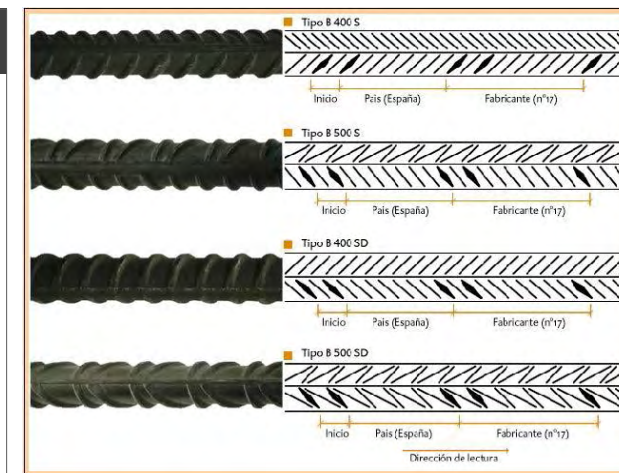 Tipo B 400 S
Inicio País (España) Fabricante (nº17)
Tipo B 500 S
Inicio País (España) Fabricante (nº17)
Tipo B 400 SD
Inicio País (España) Fabricante (nº17)
Tipo B 500 SD
Inicio País (España) Fabricante (nº17)
Dirección de lectura